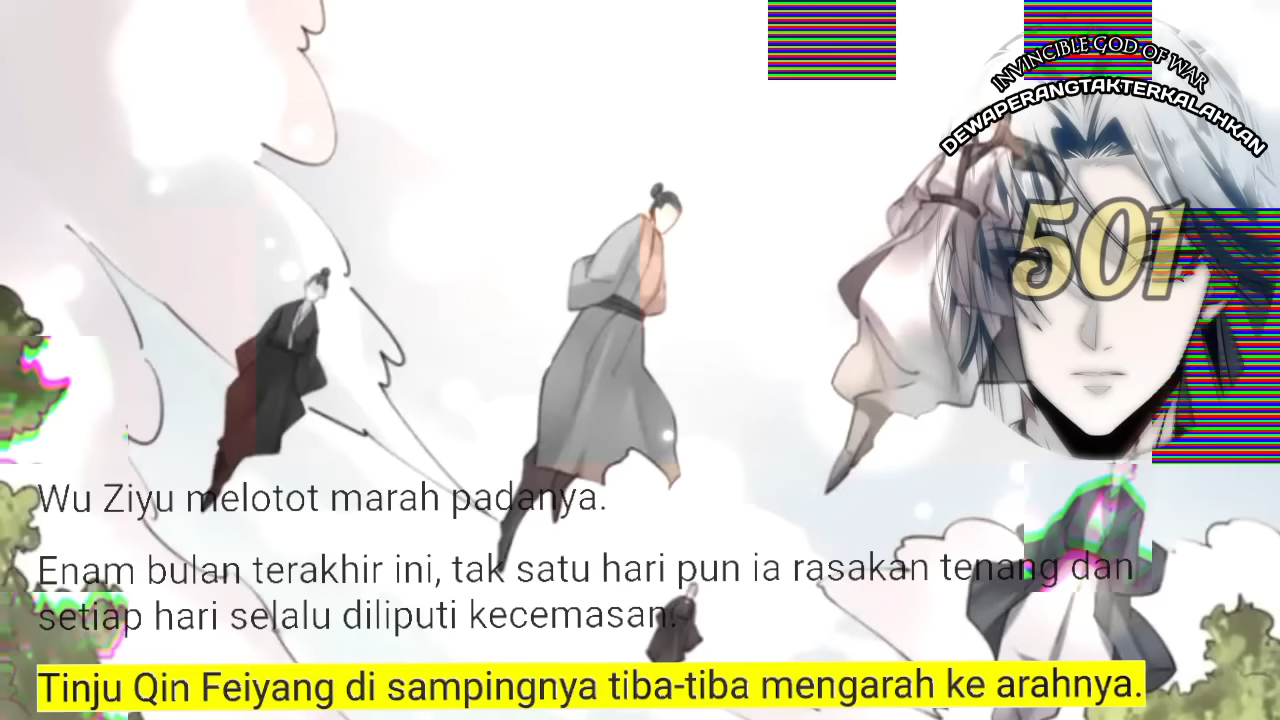 INVINCIBLE GOD OF WAR
DEWAPERANGTAKTERKALAHKAN
501
Wu Ziyu melotot marah padanya.
Enam bulan terakhir ini, tak satu hari pun ia rasakan tenang dan
setiap hari selalu diliputi kecemasan.
Tinju Qin Feiyang di sampingnya tiba-tiba mengarah ke arahnya.